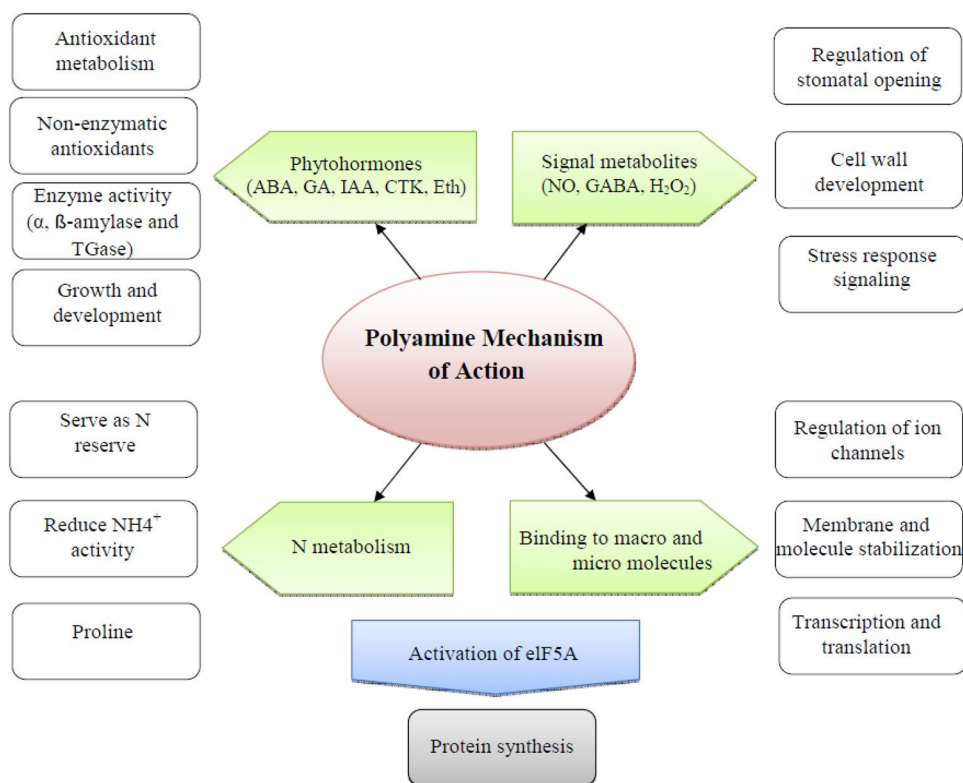 Antioxidant
metabolism
Non-enzymatic
antioxidants
Enzyme activity
(α, ß-amylase and
TGase)
Growth and
development
Phytohormones
(ABA, GA, IAA, CTK, Eth)
Signal metabolites
(NO, GABA, H₂O₂)
Regulation of
stomatal opening
Cell wall
development
Stress response
signaling
Polyamine Mechanism
of Action
Serve as N
reserve
Reduce NH4⁺
activity
Proline
N metabolism
Binding to macro and
micro molecules
Regulation of ion
channels
Membrane and
molecule stabilization
Transcription and
translation
Activation of elF5A
Protein synthesis